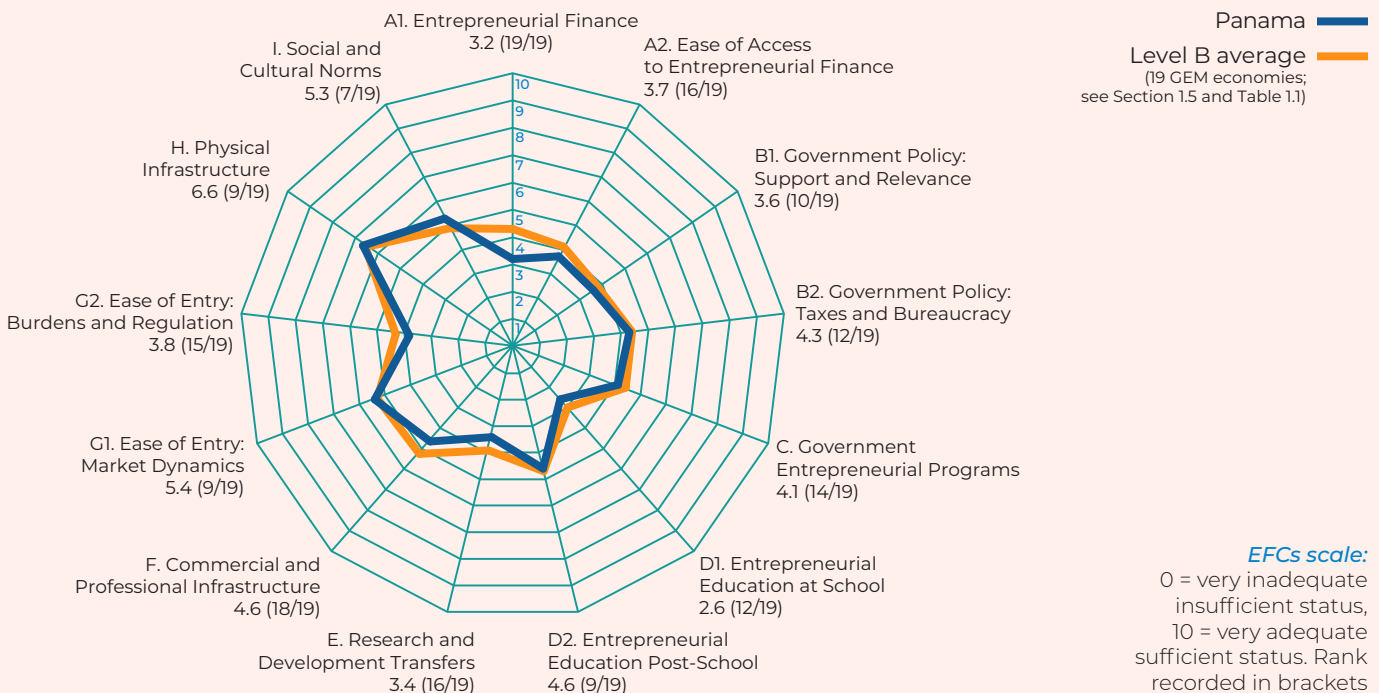 A1. Entrepreneurial Finance
3.2 (19/19)
A2. Ease of Access
to Entrepreneurial Finance
3.7 (16/19)
B1. Government Policy:
Support and Relevance
3.6 (10/19)
B2. Government Policy:
Taxes and Bureaucracy
4.3 (12/19)
C. Government
Entrepreneurial Programs
4.1 (14/19)
D1. Entrepreneurial
Education at School
2.6 (12/19)
D2. Entrepreneurial
Education Post-School
4.6 (9/19)
E. Research and
Development Transfers
3.4 (16/19)
F. Commercial and
Professional Infrastructure
4.6 (18/19)
G1. Ease of Entry:
Market Dynamics
5.4 (9/19)
G2. Ease of Entry:
Burdens and Regulation
3.8 (15/19)
H. Physical
Infrastructure
6.6 (9/19)
I. Social and
Cultural Norms
5.3 (7/19)
10
9
8
7
6
5
4
3
2
1
Panama
Level B average
(19 GEM economies;
see Section 1.5 and Table 1.1)
EFCs scale:
0 = very inadequate
insufficient status,
10 = very adequate
sufficient status. Rank
recorded in brackets